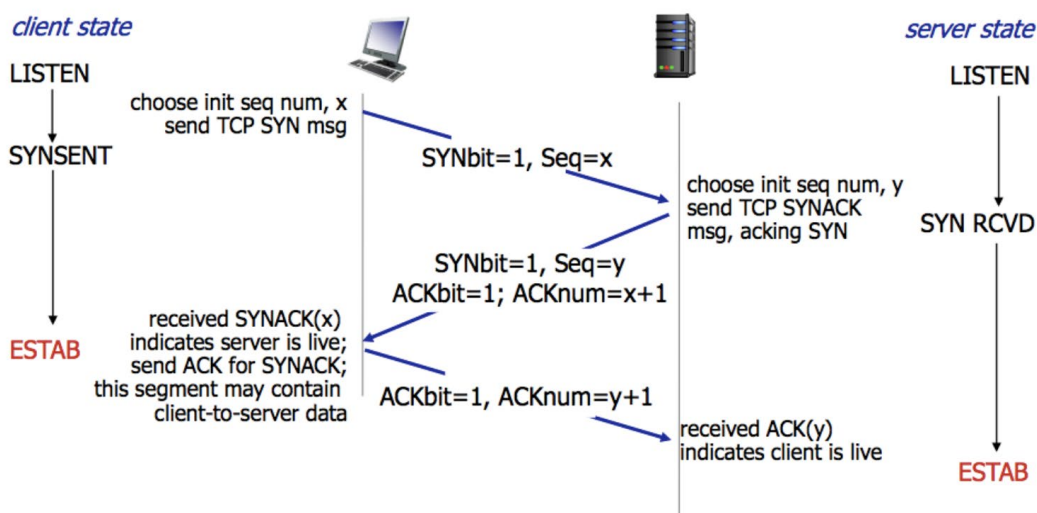 client state
server state
LISTEN
LISTEN
choose init seq num, x
send TCP SYN msg
SYNSENT
SYNbit=1, Seq=x
choose init seq num, y
send TCP SYNACK
msg, acking SYN
SYN RCVD
SYNbit=1, Seq=y
ACKbit=1; ACKnum=x+1
received SYNACK(x)
indicates server is live;
send ACK for SYNACK;
this segment may contain
client-to-server data
ESTAB
ACKbit=1, ACKnum=y+1
received ACK(y)
indicates client is live
ESTAB